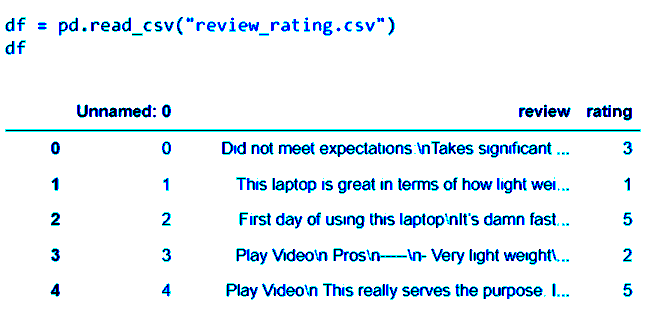 df = pd.read_csv("review_rating.csv")
df
Unnamed: 0 review rating
0 0 Did not meet expectations.\nTakes significant ... 3
1 1 This laptop is great in terms of how light wei... 1
2 2 First day of using this laptop\nIt's damn fast... 5
3 3 Play Video\n Pros\n-----\n- Very light weight\... 2
4 4 Play Video\n This really serves the purpose. I... 5